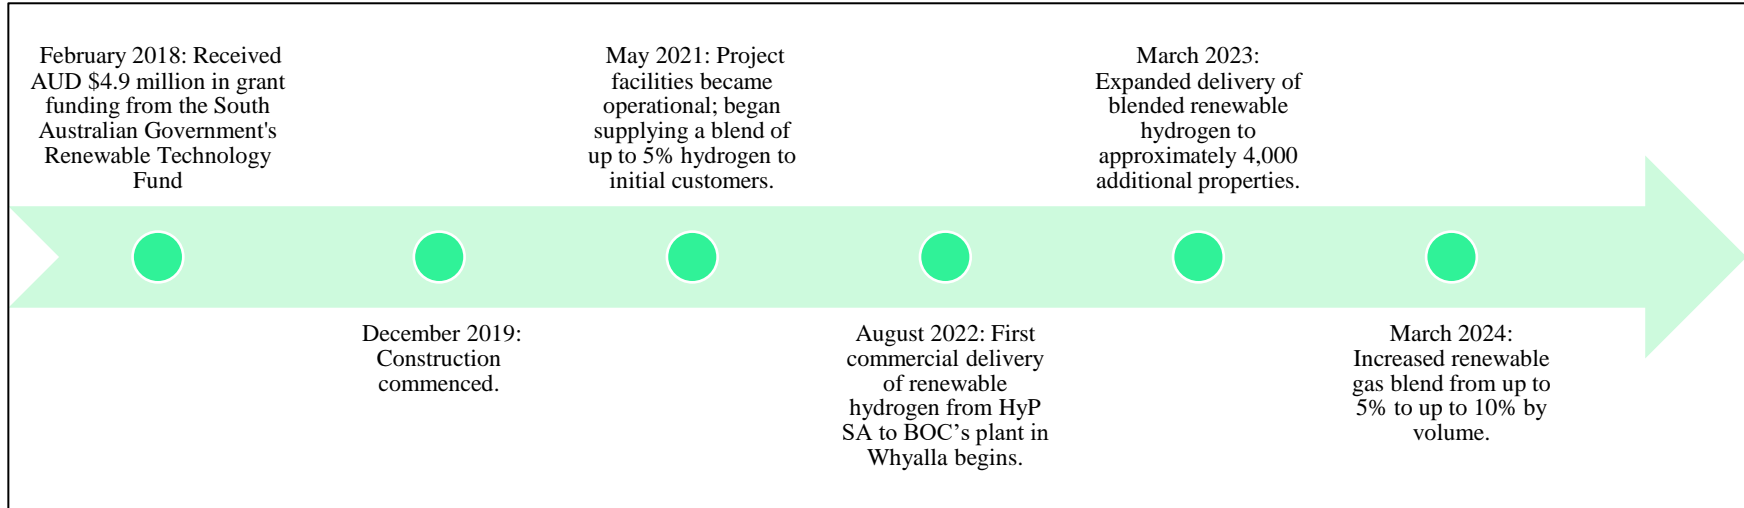 February 2018: Received
AUD $4.9 million in grant
funding from the South
Australian Government's
Renewable Technology
Fund
December 2019:
Construction
commenced.
May 2021: Project
facilities became
operational; began
supplying a blend of
up to 5% hydrogen to
initial customers.
August 2022: First
commercial delivery
of renewable
hydrogen from HyP
SA to BOC’s plant in
Whyalla begins.
March 2023:
Expanded delivery of
blended renewable
hydrogen to
approximately 4,000
additional properties.
March 2024:
Increased renewable
gas blend from up to
5% to up to 10% by
volume.